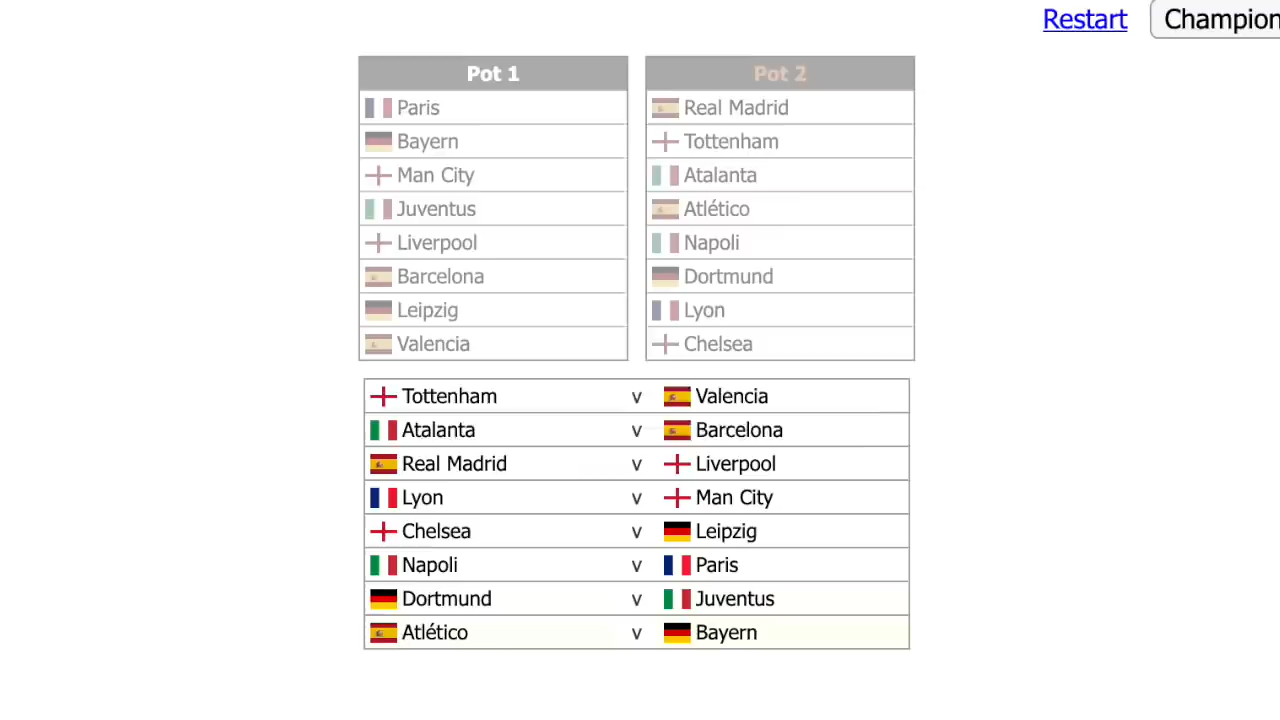 Restart Champion
Pot 1
Paris
Bayern
Man City
Juventus
Liverpool
Barcelona
Leipzig
Valencia
Pot 2
Real Madrid
Tottenham
Atalanta
Atlético
Napoli
Dortmund
Lyon
Chelsea
Tottenham v Valencia
Atalanta v Barcelona
Real Madrid v Liverpool
Lyon v Man City
Chelsea v Leipzig
Napoli v Paris
Dortmund v Juventus
Atlético v Bayern